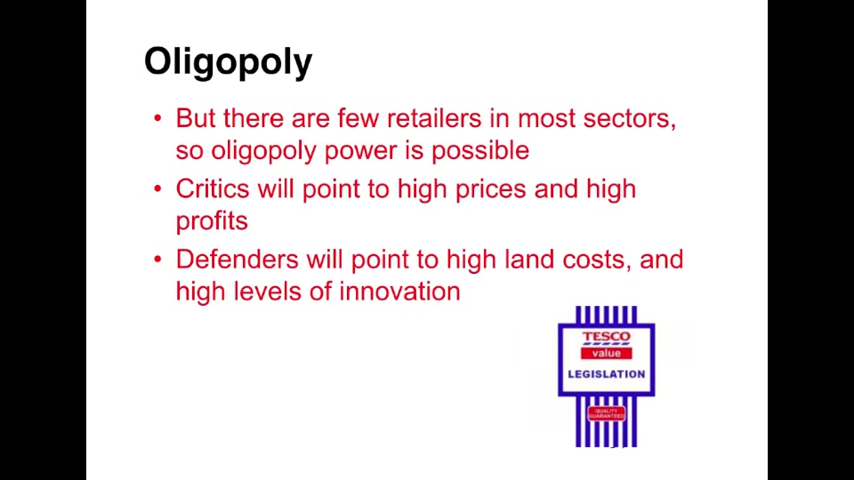 Oligopoly
• But there are few retailers in most sectors,
so oligopoly power is possible
• Critics will point to high prices and high
profits
• Defenders will point to high land costs, and
high levels of innovation
TESCO
value
LEGISLATION
QUALITY
GUARANTEED